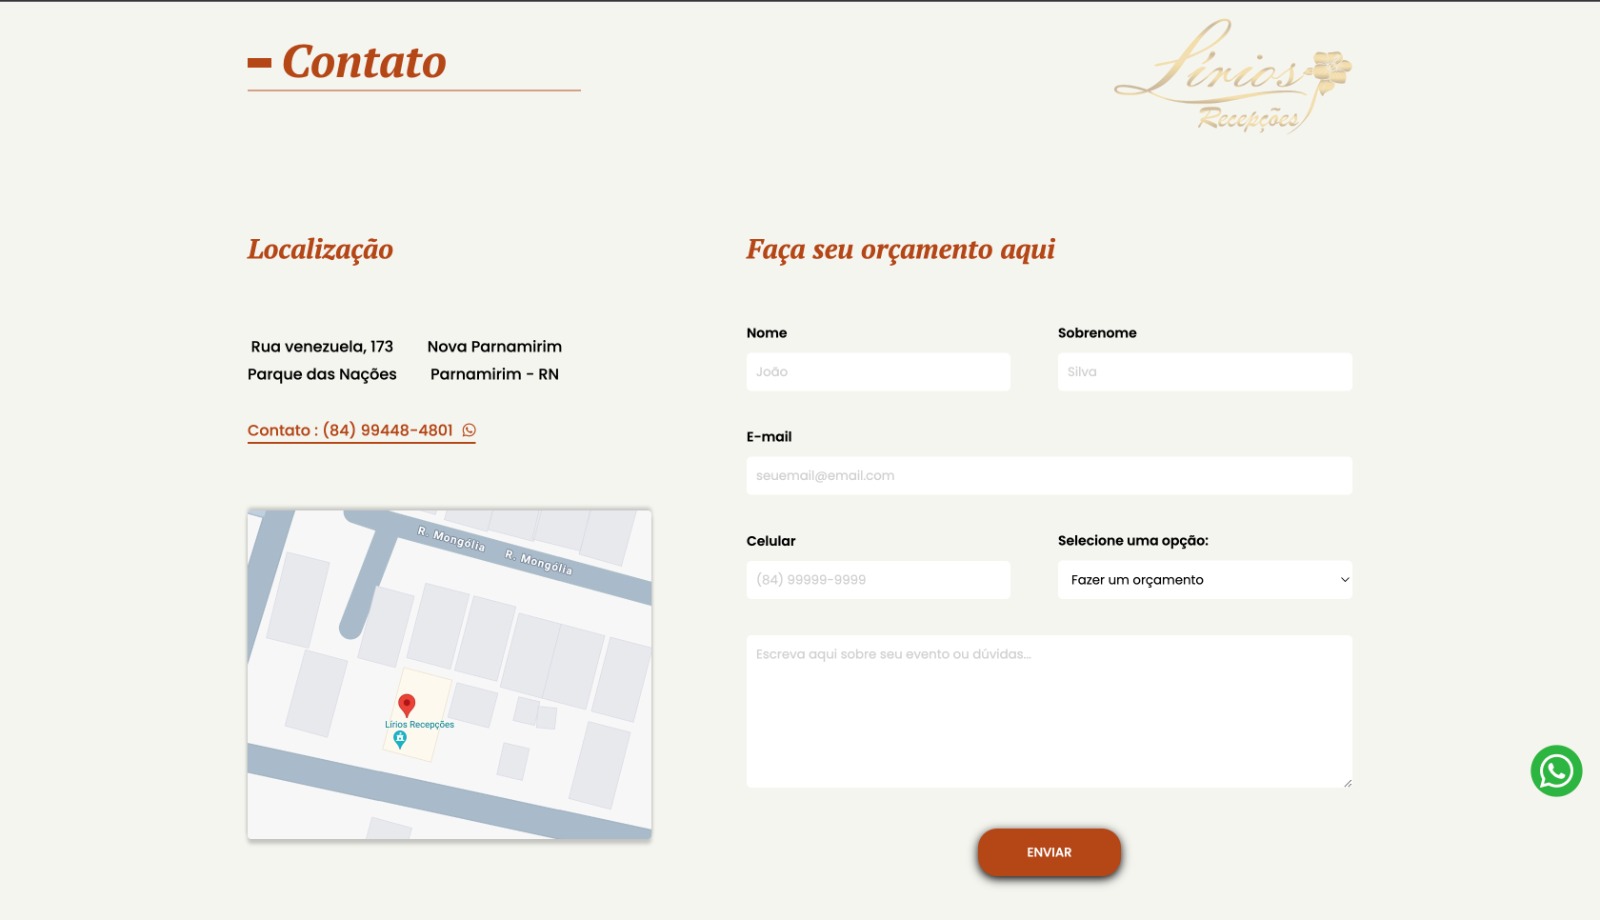 Contato
Lírios
Recepções
Localização
Rua venezuela, 173
Parque das Nações
Nova Parnamirim
Parnamirim - RN
Contato : (84) 99448-4801
R. Mongólia
R. Mongólia
Lírios Recepções
Faça seu orçamento aqui
Nome
João
Sobrenome
Silva
E-mail
seuemail@email.com
Celular
(84) 99999-9999
Selecione uma opção:
Fazer um orçamento
Escreva aqui sobre seu evento ou dúvidas...
ENVIAR